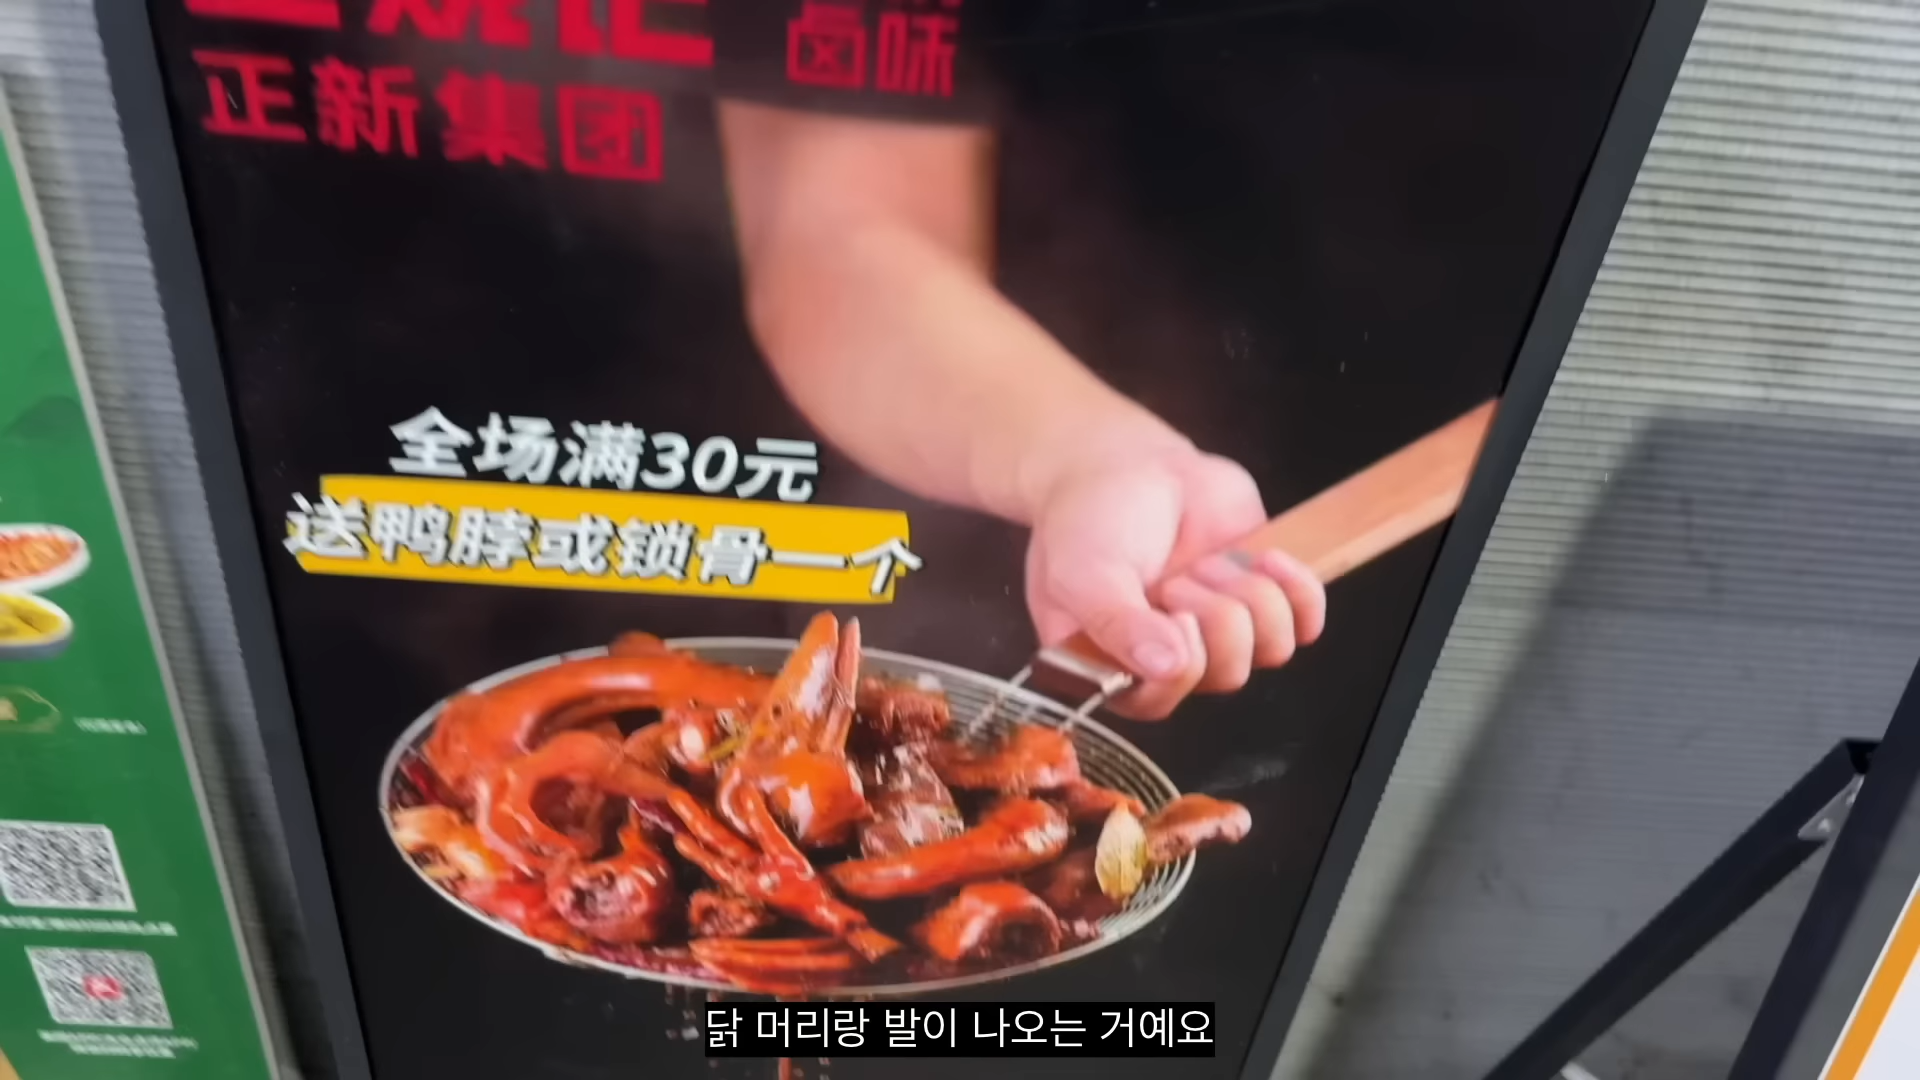 卤味
正新集团
全场满30元
送鸭脖或锁骨一个
닭 머리랑 발이 나오는 거예요